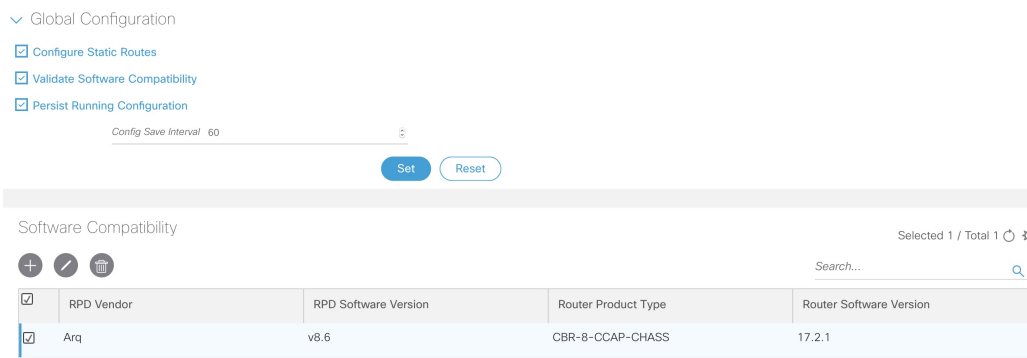 Global Configuration
Configure Static Routes
Validate Software Compatibility
Persist Running Configuration
Config Save Interval 60
Set Reset
Software Compatibility
Selected 1 / Total 1
Search...
RPD Vendor RPD Software Version Router Product Type Router Software Version
Arq v8.6 CBR-8-CCAP-CHASS 17.2.1